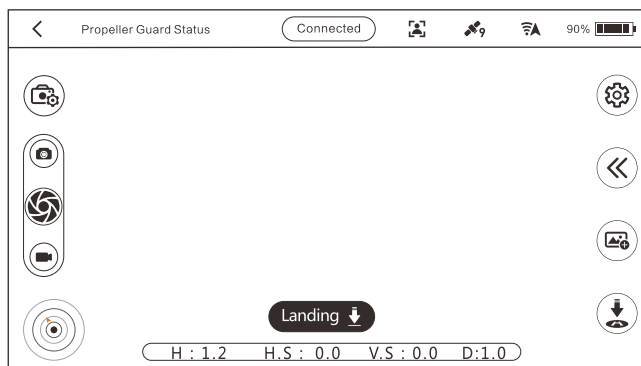 Propeller Guard Status Connected 9 90%
Landing
H : 1.2 H.S : 0.0 V.S : 0.0 D:1.0